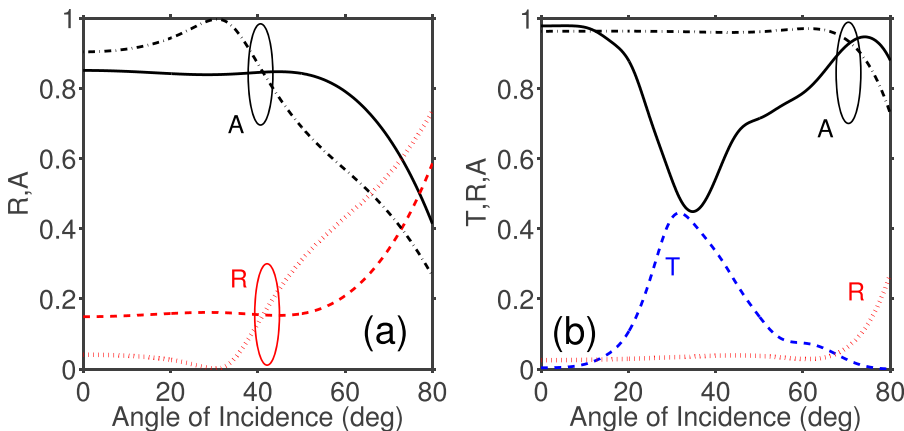 1
0.8
0.6
0.4
0.2
0
R,A
A
R
(a)
0 20 40 60 80
Angle of Incidence (deg)
1
0.8
0.6
0.4
0.2
0
T,R,A
A
T
R
(b)
0 20 40 60 80
Angle of Incidence (deg)